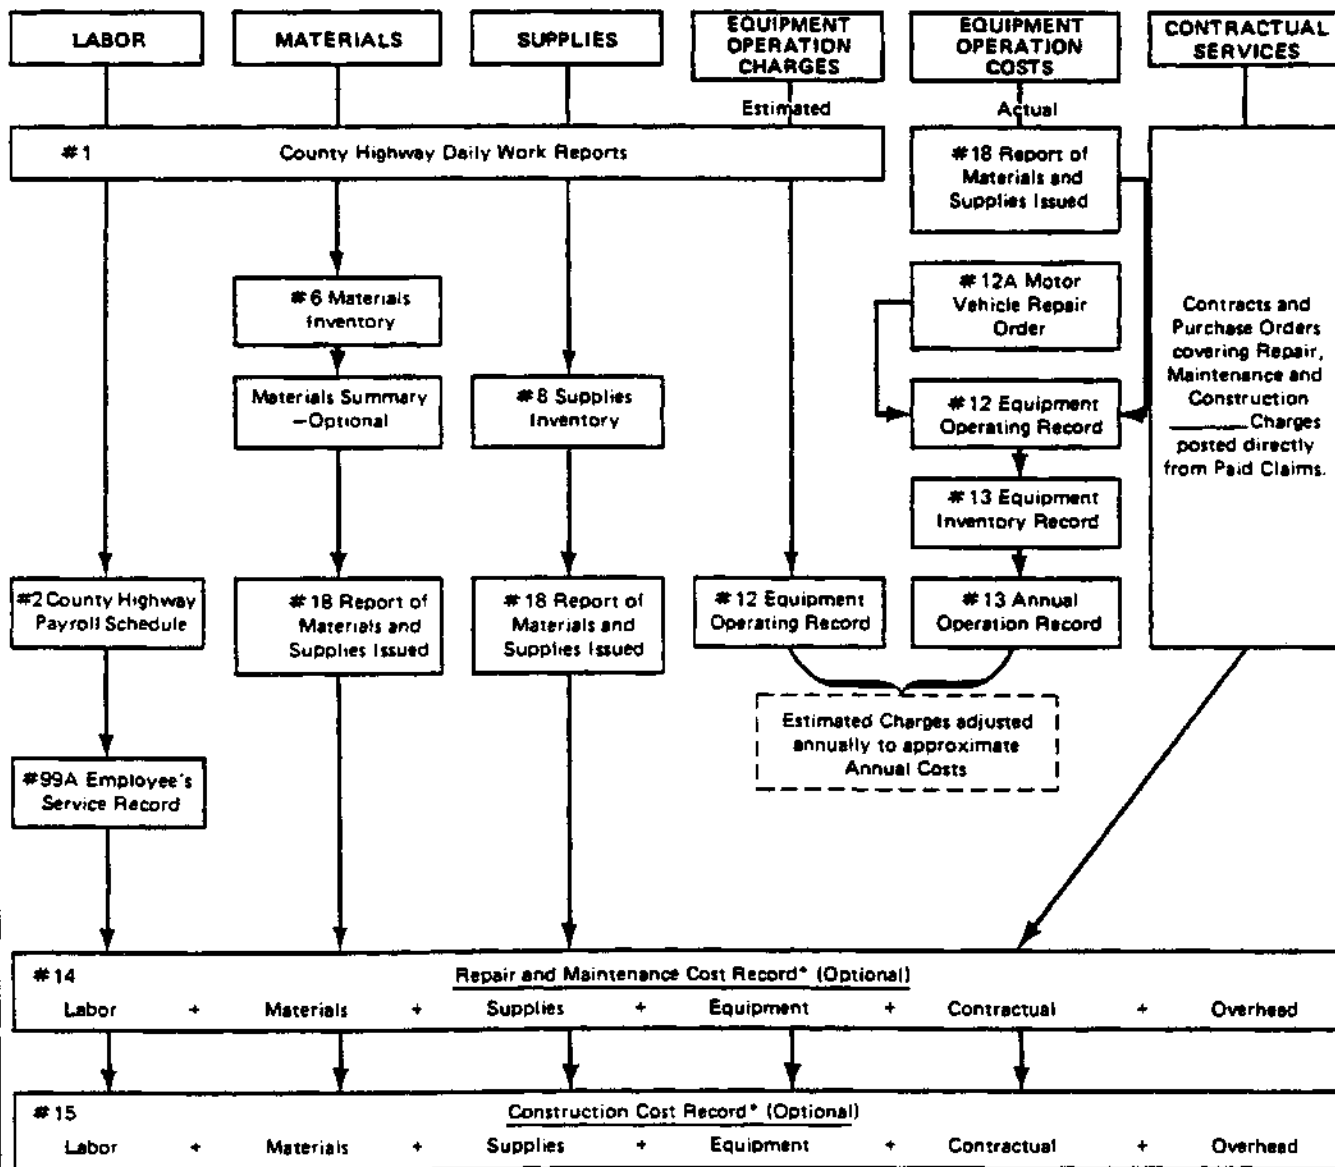 LABOR
MATERIALS
SUPPLIES
EQUIPMENT
OPERATION
CHARGES
EQUIPMENT
OPERATION
COSTS
CONTRACTUAL
SERVICES
Estimated
Actual
#1 County Highway Daily Work Reports
#18 Report of
Materials and
Supplies Issued
#6 Materials
Inventory
Materials Summary
—Optional
#8 Supplies
Inventory
#12A Motor
Vehicle Repair
Order
#12 Equipment
Operating Record
#13 Equipment
Inventory Record
Contracts and
Purchase Orders
covering Repair,
Maintenance and
Construction
______ Charges
posted directly
from Paid Claims.
#2 County Highway
Payroll Schedule
#18 Report of
Materials and
Supplies Issued
#18 Report of
Materials and
Supplies Issued
#12 Equipment
Operating Record
#13 Annual
Operation Record
Estimated Charges adjusted
annually to approximate
Annual Costs
#99A Employee's
Service Record
#14 Repair and Maintenance Cost Record* (Optional)
Labor + Materials + Supplies + Equipment + Contractual + Overhead
#15 Construction Cost Record* (Optional)
Labor + Materials + Supplies + Equipment + Contractual + Overhead